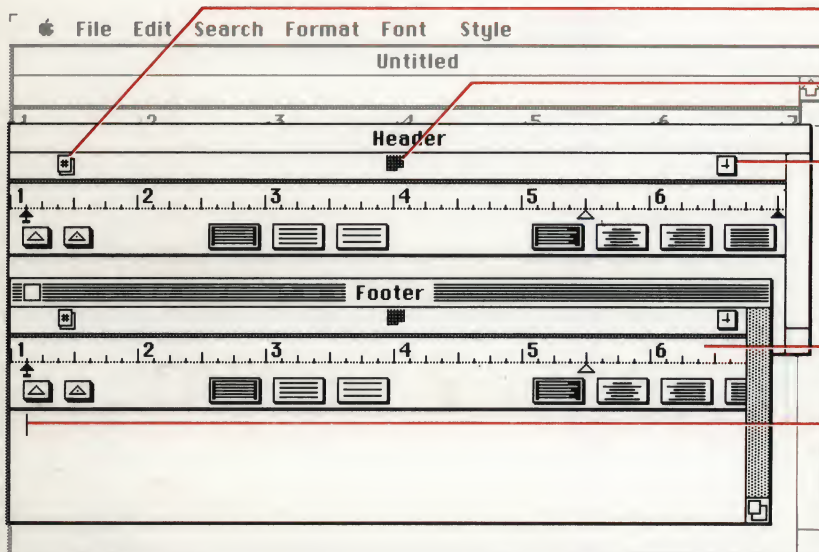 File Edit Search Format Font Style
Untitled
1 2 3 4 5 6 7
Header
#
1 2 3 4 5 6
Footer
#
1 2 3 4 5 6